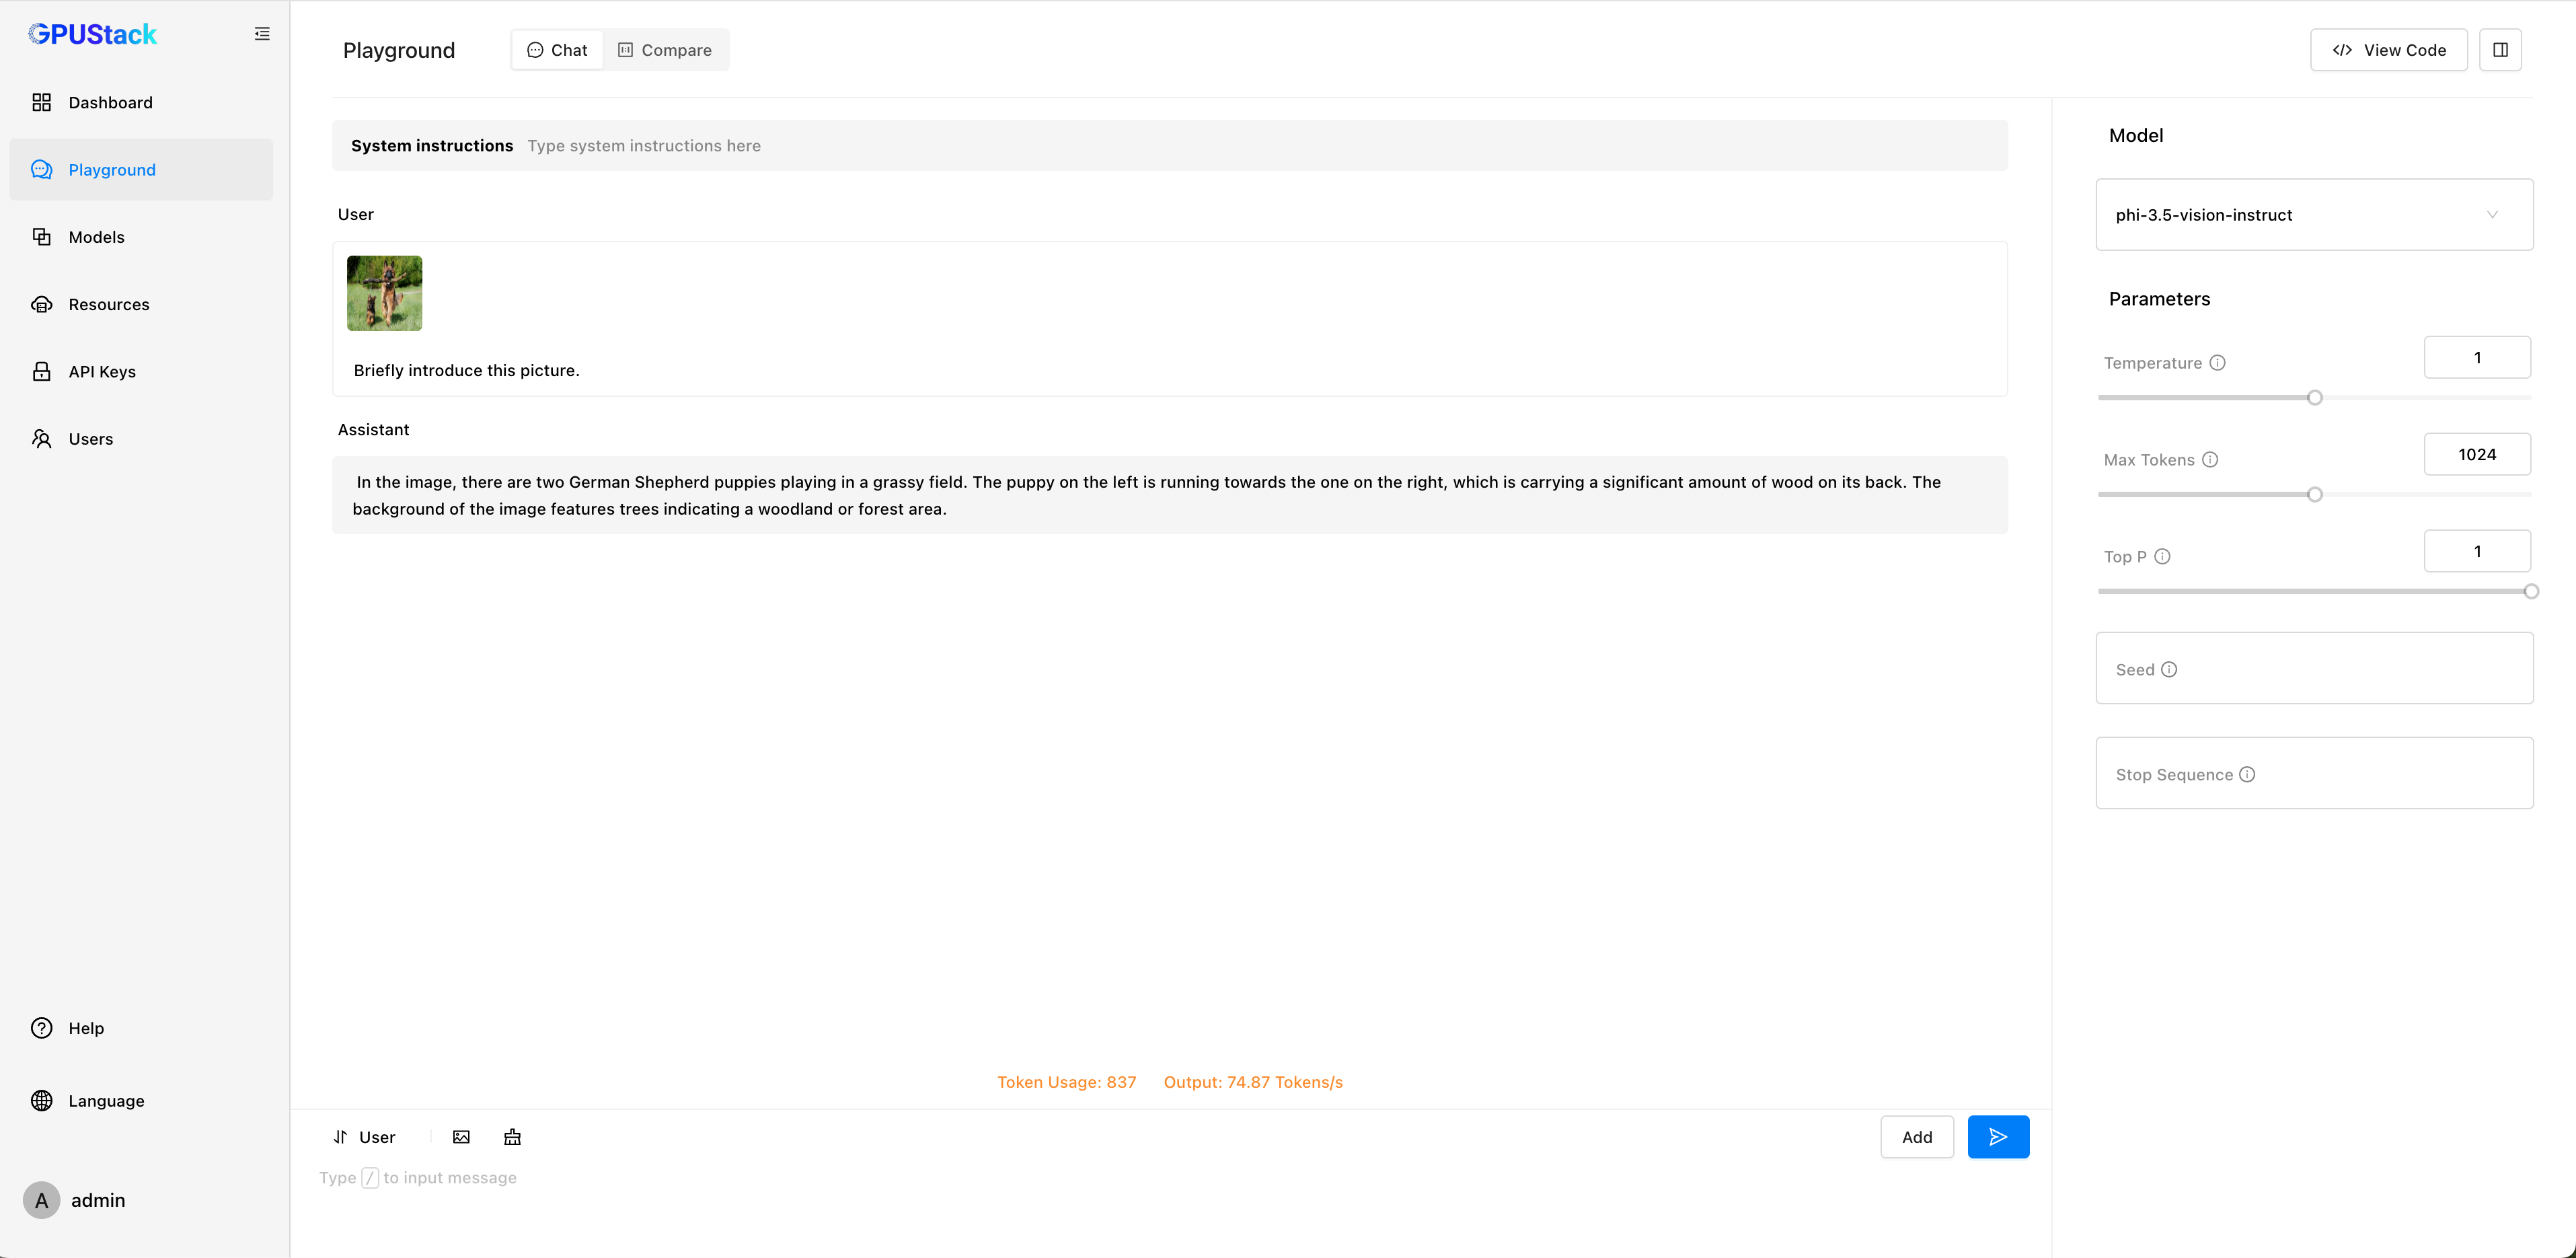 GPUStack
Dashboard
Playground
Models
Resources
API Keys
Users
Help
Language
A admin
Playground
Chat
Compare
View Code
System instructions Type system instructions here
User
Briefly introduce this picture.
Assistant
In the image, there are two German Shepherd puppies playing in a grassy field. The puppy on the left is running towards the one on the right, which is carrying a significant amount of wood on its back. The
background of the image features trees indicating a woodland or forest area.
Token Usage: 837 Output: 74.87 Tokens/s
User
Add
Type / to input message
Model
phi-3.5-vision-instruct
Parameters
Temperature 1
Max Tokens 1024
Top P 1
Seed
Stop Sequence